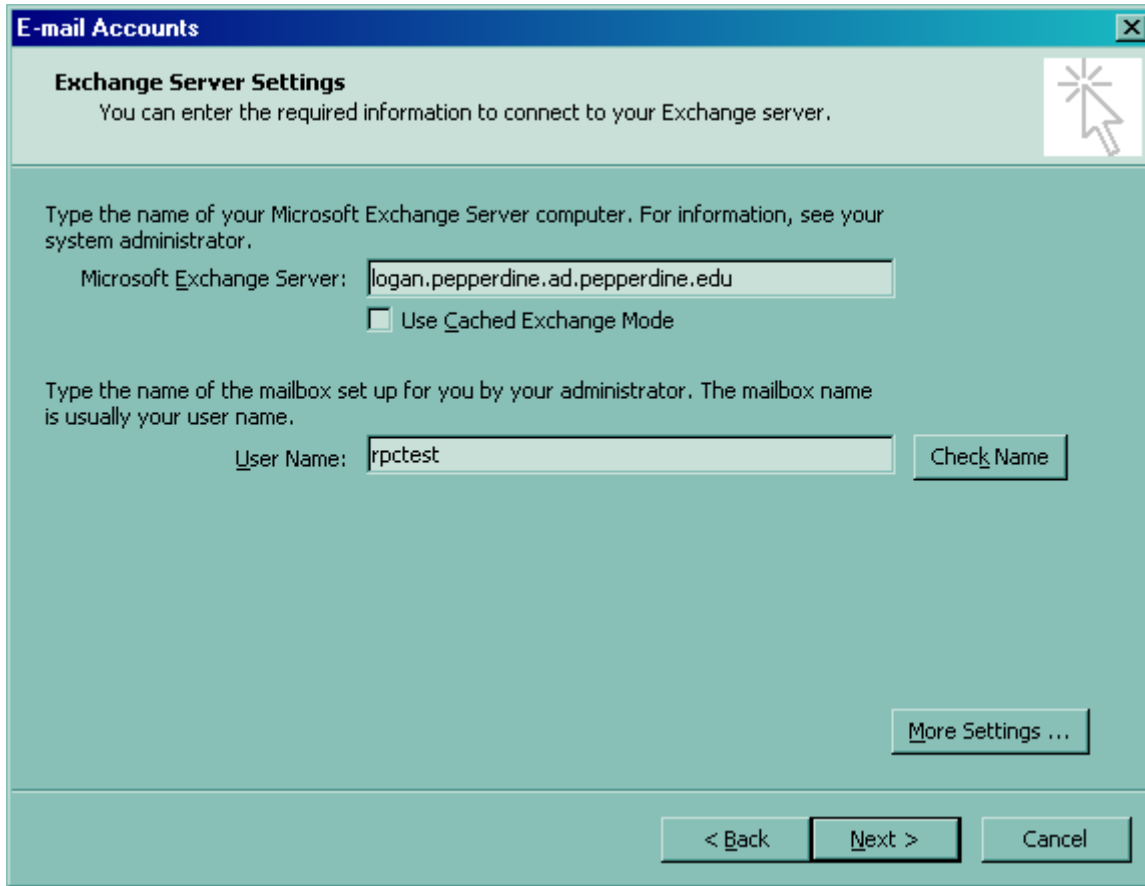 E-mail Accounts
Exchange Server Settings
You can enter the required information to connect to your Exchange server.
Type the name of your Microsoft Exchange Server computer. For information, see your
system administrator.
Microsoft Exchange Server: logan.pepperdine.ad.pepperdine.edu
Use Cached Exchange Mode
Type the name of the mailbox set up for you by your administrator. The mailbox name
is usually your user name.
User Name: rpctest Check Name
More Settings ...
< Back Next > Cancel